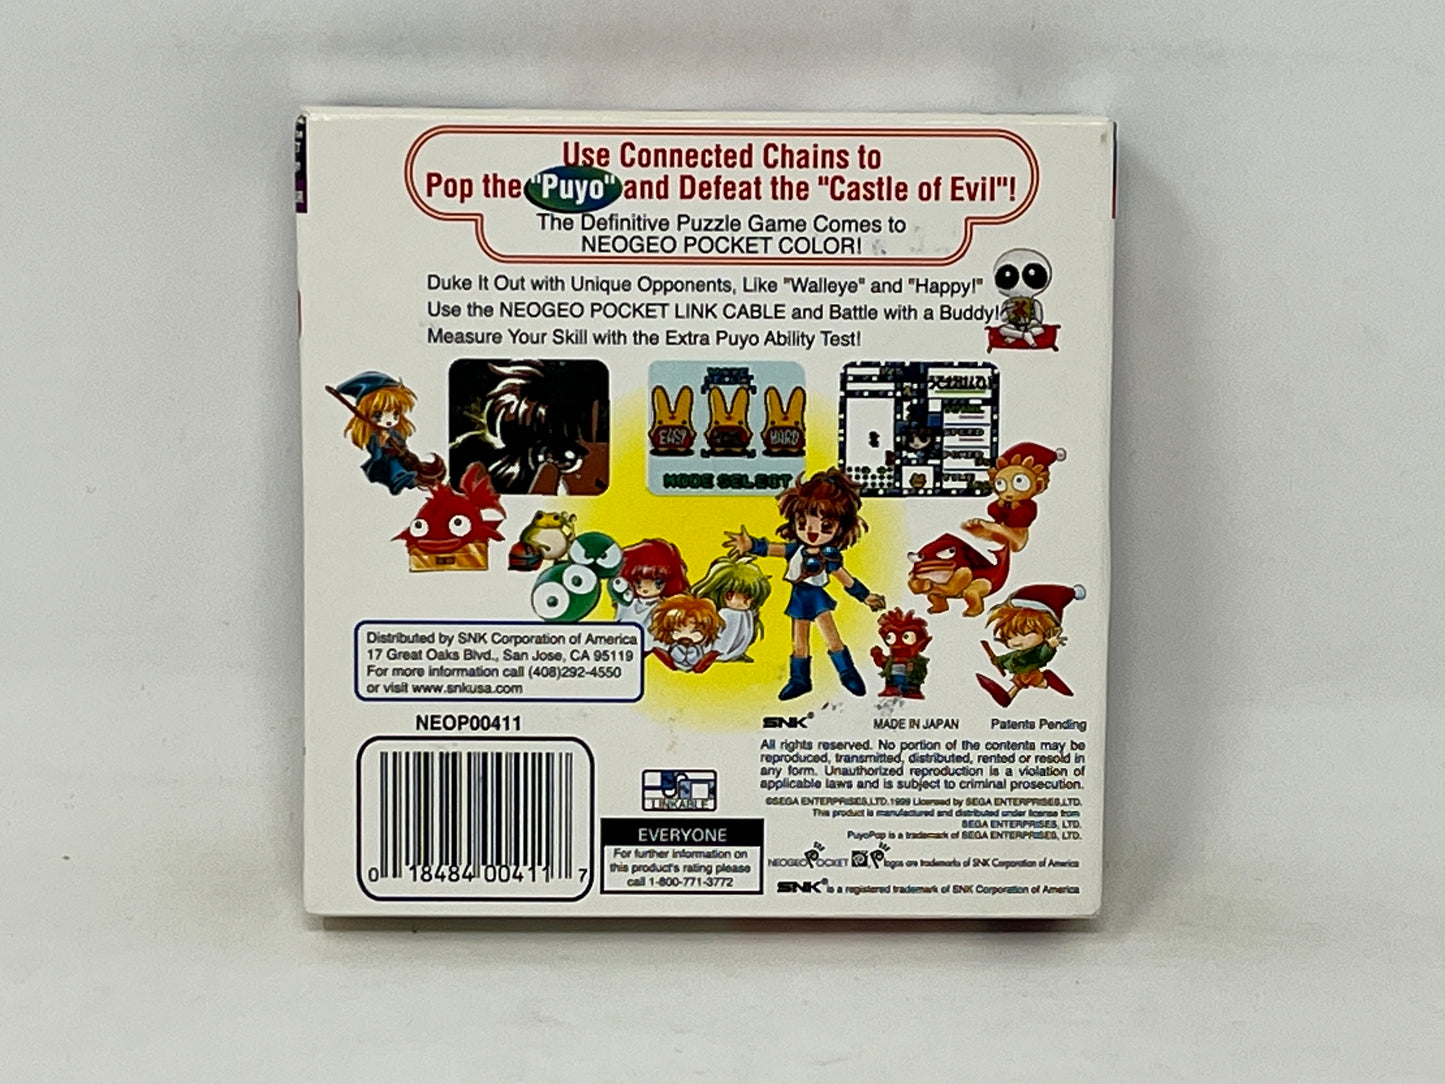 Use Connected Chains to
Pop the "Puyo" and Defeat the "Castle of Evil"!
The Definitive Puzzle Game Comes to
NEOGEO POCKET COLOR!
Duke It Out with Unique Opponents, Like "Walleye" and "Happy!"
Use the NEOGEO POCKET LINK CABLE and Battle with a Buddy!
Measure Your Skill with the Extra Puyo Ability Test!
EASY HARD
MODE SELECT
Distributed by SNK Corporation of America
17 Great Oaks Blvd., San Jose, CA 95119
For more information call (408)292-4550
or visit www.snkusa.com
NEOP00411
0 18484 00411 7
LINKABLE
EVERYONE
For further information on
this product's rating please
call 1-800-771-3772
SNK® MADE IN JAPAN Patents Pending
All rights reserved. No portion of the contents may be
reproduced, transmitted, distributed, rented or resold in
any form. Unauthorized reproduction is a violation of
applicable laws and is subject to criminal prosecution.
©SEGA ENTERPRISES,LTD.1999 Licensed by SEGA ENTERPRISES,LTD.
This product is manufactured and distributed under license from
SEGA ENTERPRISES, LTD.
PuyoPop is a trademark of SEGA ENTERPRISES, LTD.
NEOGEO POCKET logos are trademarks of SNK Corporation of America
SNK® is a registered trademark of SNK Corporation of America